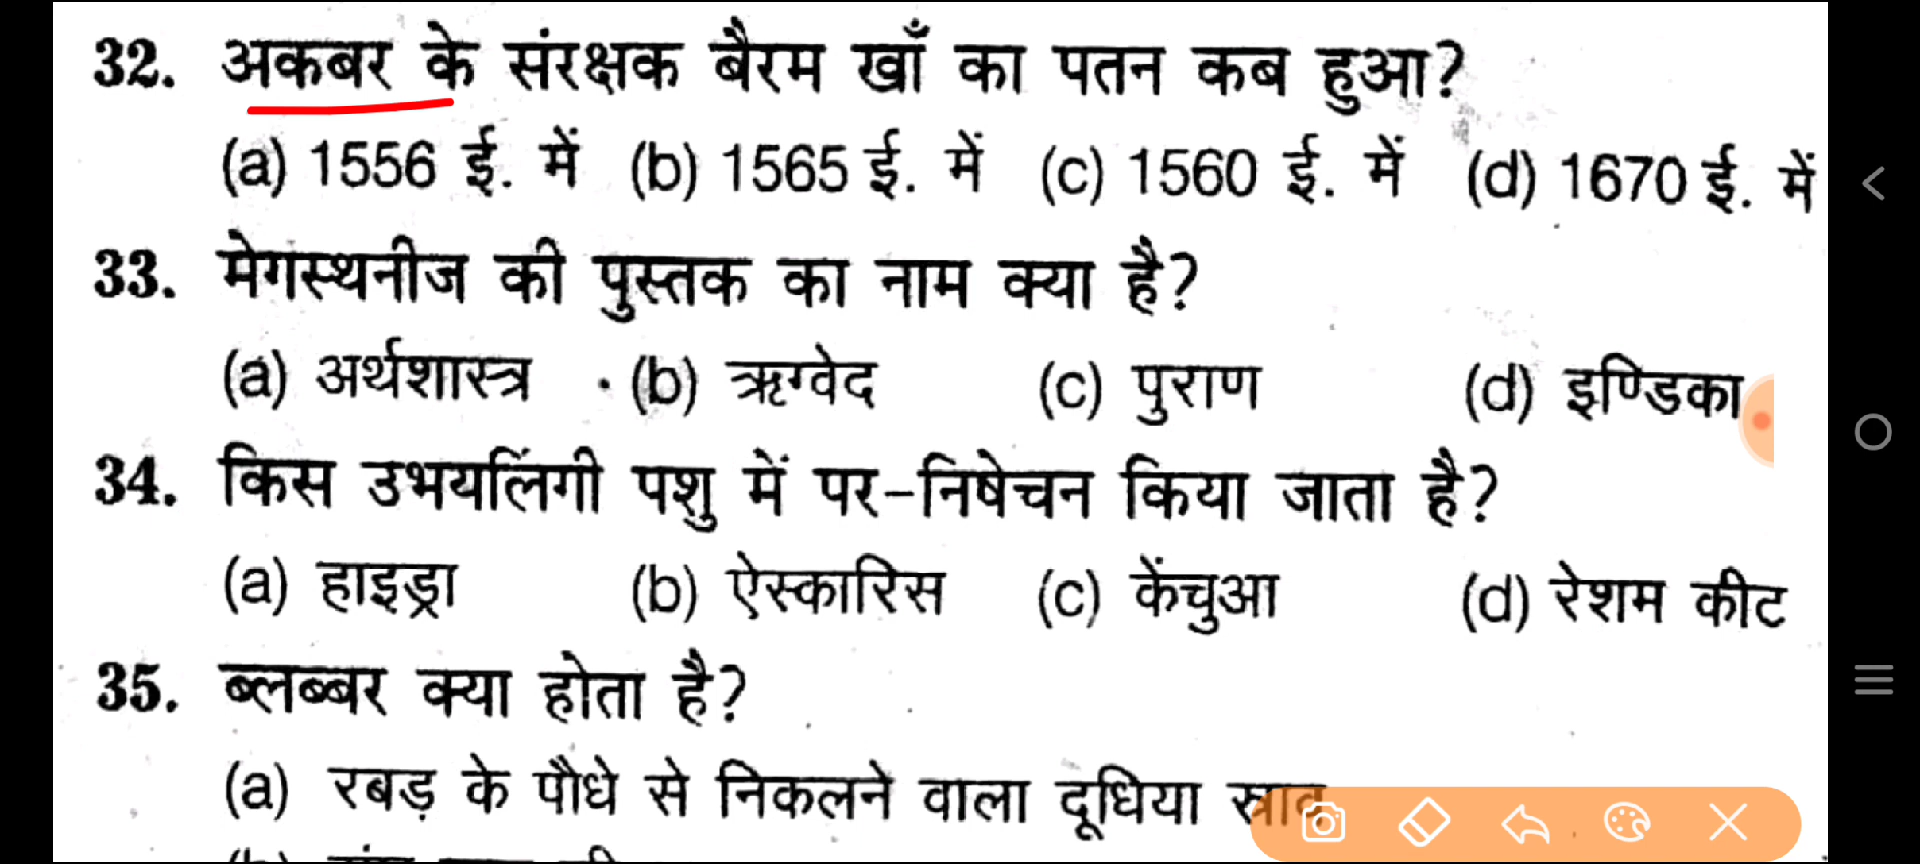 32. अकबर के संरक्षक बैरम खाँ का पतन कब हुआ?
(a) 1556 ई. में (b) 1565 ई. में (c) 1560 ई. में (d) 1670 ई. में
33. मेगस्थनीज की पुस्तक का नाम क्या है?
(a) अर्थशास्त्र (b) ऋग्वेद (c) पुराण (d) इण्डिका
34. किस उभयलिंगी पशु में पर-निषेचन किया जाता है?
(a) हाइड्रा (b) ऐस्कारिस (c) केंचुआ (d) रेशम कीट
35. ब्लब्बर क्या होता है?
(a) रबड़ के पौधे से निकलने वाला दूधिया स्राव